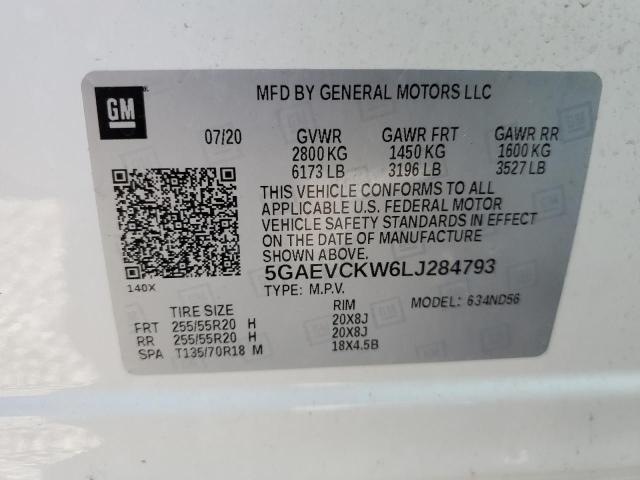 GM
MFD BY GENERAL MOTORS LLC
07/20 GVWR GAWR FRT GAWR RR
2800 KG 1450 KG 1600 KG
6173 LB 3196 LB 3527 LB
THIS VEHICLE CONFORMS TO ALL
APPLICABLE U.S. FEDERAL MOTOR
VEHICLE SAFETY STANDARDS IN EFFECT
ON THE DATE OF MANUFACTURE SHOWN ABOVE.
5GAEVCKW6LJ284793
140X
TYPE: M.P.V. MODEL: 634ND56
TIRE SIZE RIM
FRT 255/55R20 H 20X8J
RR 255/55R20 H 20X8J
SPA T135/70R18 M 18X4.5B